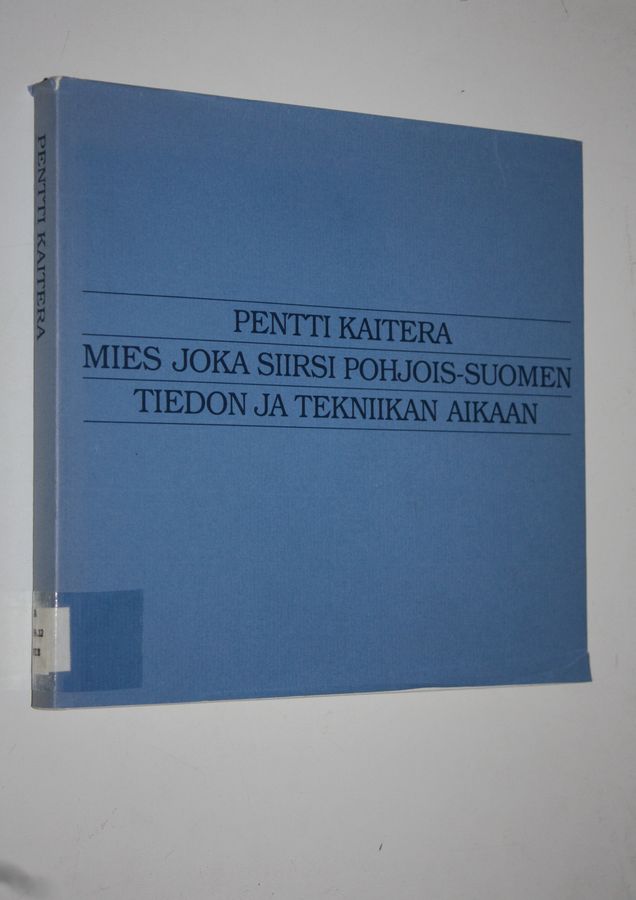 PENTTI KAITERA
PENTTI KAITERA
MIES JOKA SIIRSI POHJOIS-SUOMEN
TIEDON JA TEKNIIKAN AIKAAN